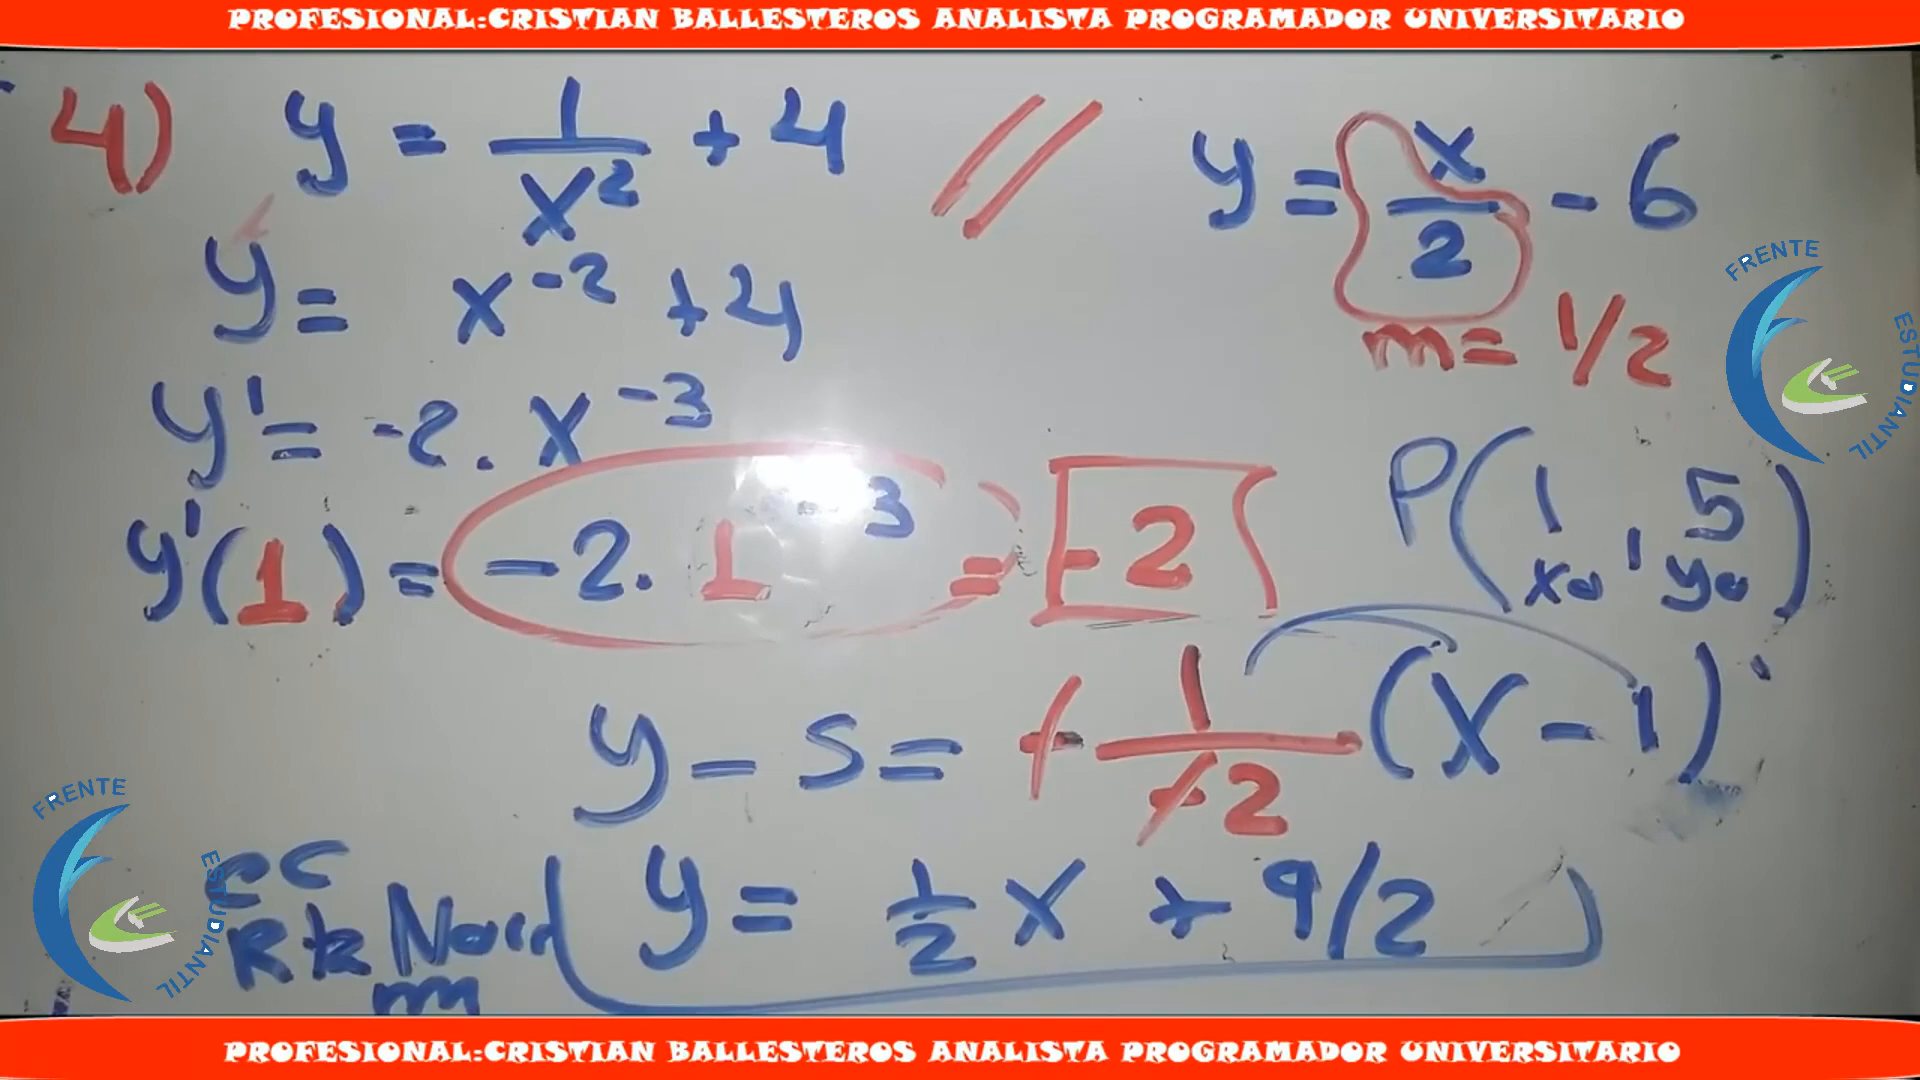 PROFESIONAL:CRISTIAN BALLESTEROS ANALISTA PROGRAMADOR UNIVERSITARIO
4) y = 1/x² + 4 // y = x/2 - 6
y = x⁻² + 4
m = 1/2
FRENTE ESTUDIANTIL
y' = -2 . x⁻³
P(1, 5)
x₀, y₀
y'(1) = -2 . 1⁻³ = -2
y - 5 = - 1/-2 (x - 1)
FRENTE ESTUDIANTIL
EC
Rta Norm
m
y = 1/2 x + 9/2
PROFESIONAL:CRISTIAN BALLESTEROS ANALISTA PROGRAMADOR UNIVERSITARIO